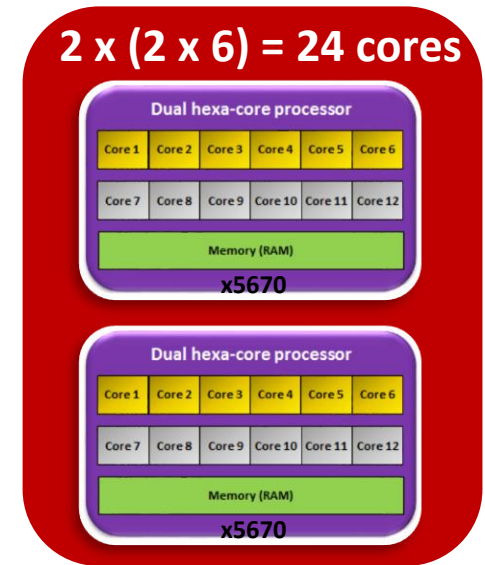 2 x (2 x 6) = 24 cores
Dual hexa-core processor
Core 1 Core 2 Core 3 Core 4 Core 5 Core 6
Core 7 Core 8 Core 9 Core 10 Core 11 Core 12
Memory (RAM)
x5670
Dual hexa-core processor
Core 1 Core 2 Core 3 Core 4 Core 5 Core 6
Core 7 Core 8 Core 9 Core 10 Core 11 Core 12
Memory (RAM)
x5670